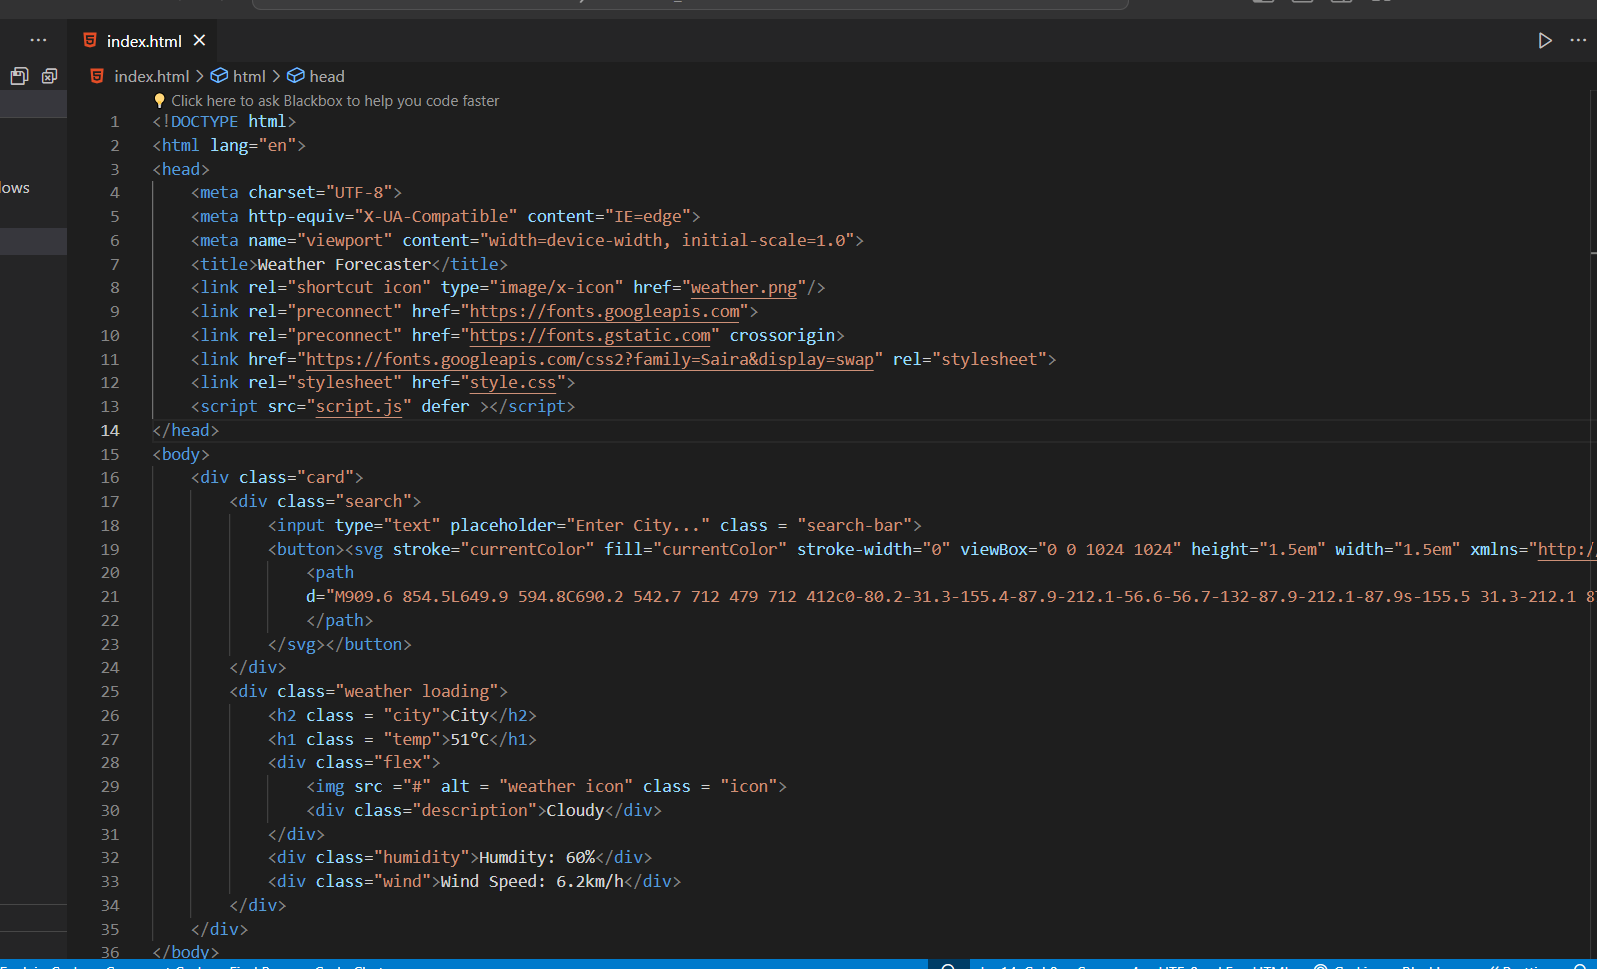 index.html
index.html > html > head
lows
Click here to ask Blackbox to help you code faster
1 <!DOCTYPE html>
2 <html lang="en">
3 <head>
4 <meta charset="UTF-8">
5 <meta http-equiv="X-UA-Compatible" content="IE=edge">
6 <meta name="viewport" content="width=device-width, initial-scale=1.0">
7 <title>Weather Forecaster</title>
8 <link rel="shortcut icon" type="image/x-icon" href="weather.png"/>
9 <link rel="preconnect" href="https://fonts.googleapis.com">
10 <link rel="preconnect" href="https://fonts.gstatic.com" crossorigin>
11 <link href="https://fonts.googleapis.com/css2?family=Saira&display=swap" rel="stylesheet">
12 <link rel="stylesheet" href="style.css">
13 <script src="script.js" defer ></script>
14 </head>
15 <body>
16 <div class="card">
17 <div class="search">
18 <input type="text" placeholder="Enter City..." class = "search-bar">
19 <button><svg stroke="currentColor" fill="currentColor" stroke-width="0" viewBox="0 0 1024 1024" height="1.5em" width="1.5em" xmlns="http:/
20 <path
21 d="M909.6 854.5L649.9 594.8C690.2 542.7 712 479 712 412c0-80.2-31.3-155.4-87.9-212.1-56.6-56.7-132-87.9-212.1-87.9s-155.5 31.3-212.1 8
22 </path>
23 </svg></button>
24 </div>
25 <div class="weather loading">
26 <h2 class = "city">City</h2>
27 <h1 class = "temp">51°C</h1>
28 <div class="flex">
29 <img src ="#" alt = "weather icon" class = "icon">
30 <div class="description">Cloudy</div>
31 </div>
32 <div class="humidity">Humdity: 60%</div>
33 <div class="wind">Wind Speed: 6.2km/h</div>
34 </div>
35 </div>
36 </body>